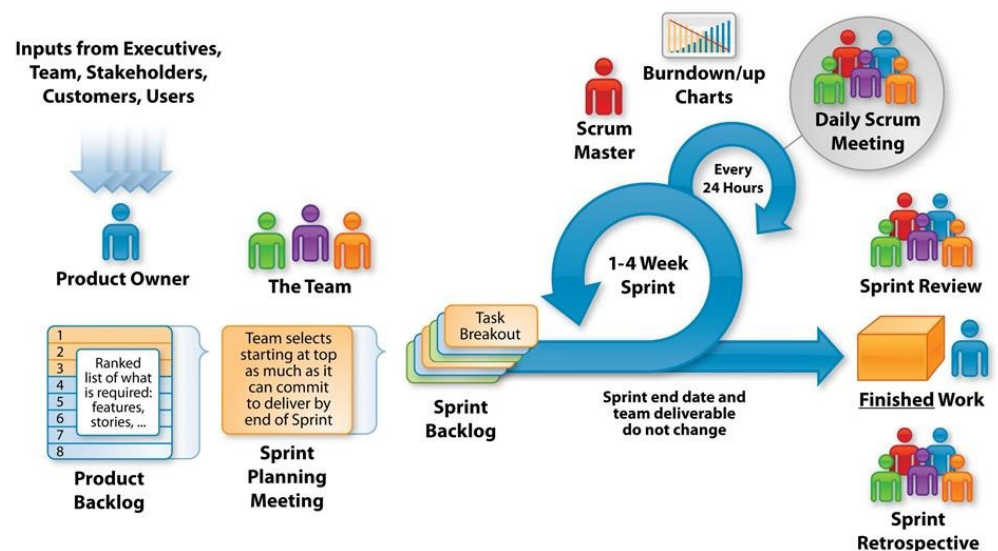 Inputs from Executives,
Team, Stakeholders,
Customers, Users
Product Owner
The Team
1
2
3
4
5
6
7
8
Ranked
list of what
is required:
features,
stories, ...
Product
Backlog
Team selects
starting at top
as much as it
can commit
to deliver by
end of Sprint
Sprint
Planning
Meeting
Task
Breakout
Sprint
Backlog
Scrum
Master
Burndown/up
Charts
Every
24 Hours
Daily Scrum
Meeting
1-4 Week
Sprint
Sprint end date and
team deliverable
do not change
Sprint Review
Finished Work
Sprint
Retrospective